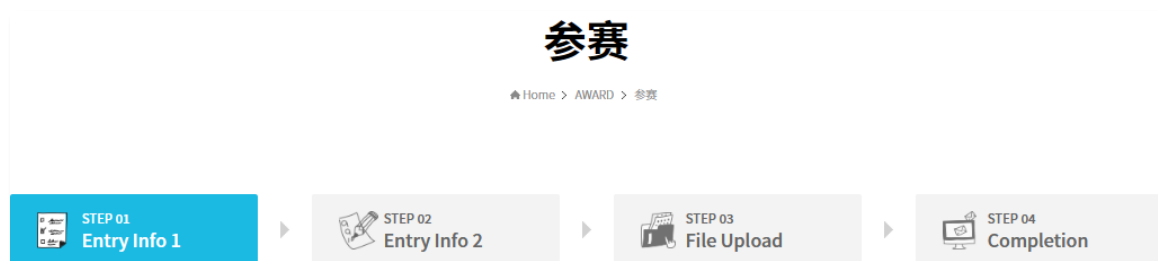 参赛
Home > AWARD > 参赛
STEP 01
Entry Info 1
STEP 02
Entry Info 2
STEP 03
File Upload
STEP 04
Completion